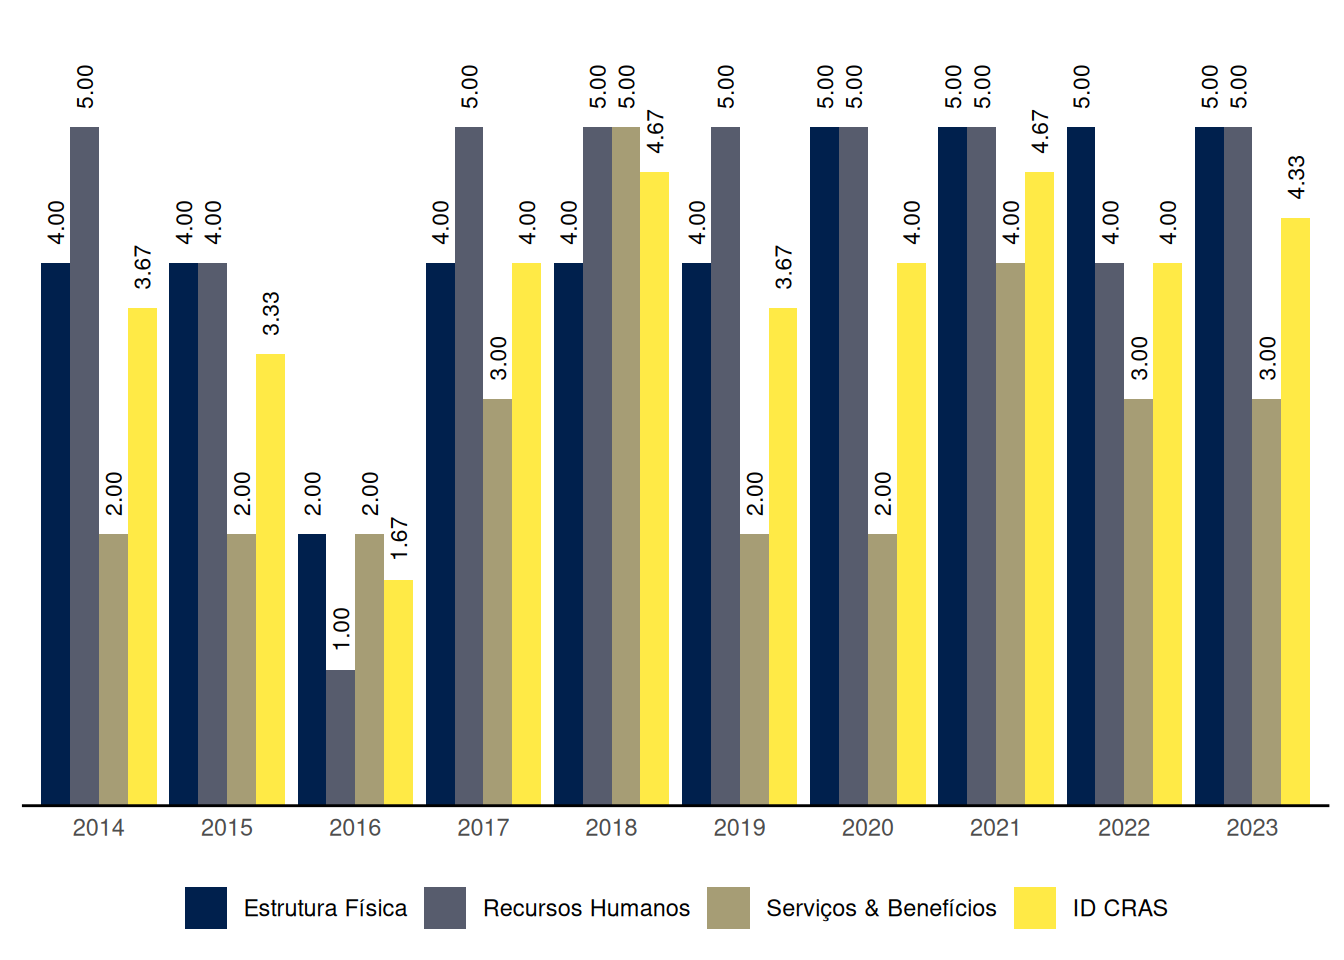 5.00 5.00 5.00 5.00 5.00 5.00 5.00 5.00 5.00 5.00 5.00 5.00
4.67 4.67
4.33
4.00 4.00 4.00 4.00 4.00 4.00 4.00 4.00 4.00 4.00 4.00
3.67 3.67
3.33
3.00 3.00 3.00
2.00 2.00 2.00 2.00 2.00 2.00
1.67
1.00
2014 2015 2016 2017 2018 2019 2020 2021 2022 2023
Estrutura Física Recursos Humanos Serviços & Benefícios ID CRAS